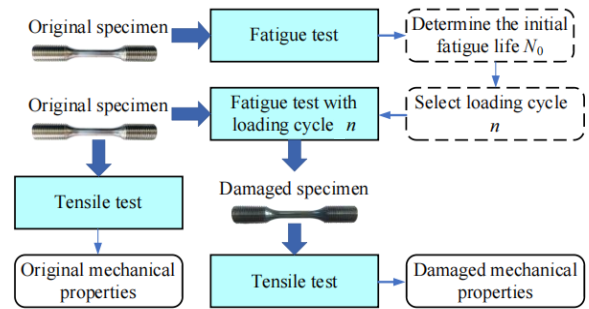 Original specimen
Fatigue test
Determine the initial
fatigue life N0
Original specimen
Fatigue test with
loading cycle n
Select loading cycle
n
Tensile test
Damaged specimen
Original mechanical
properties
Tensile test
Damaged mechanical
properties